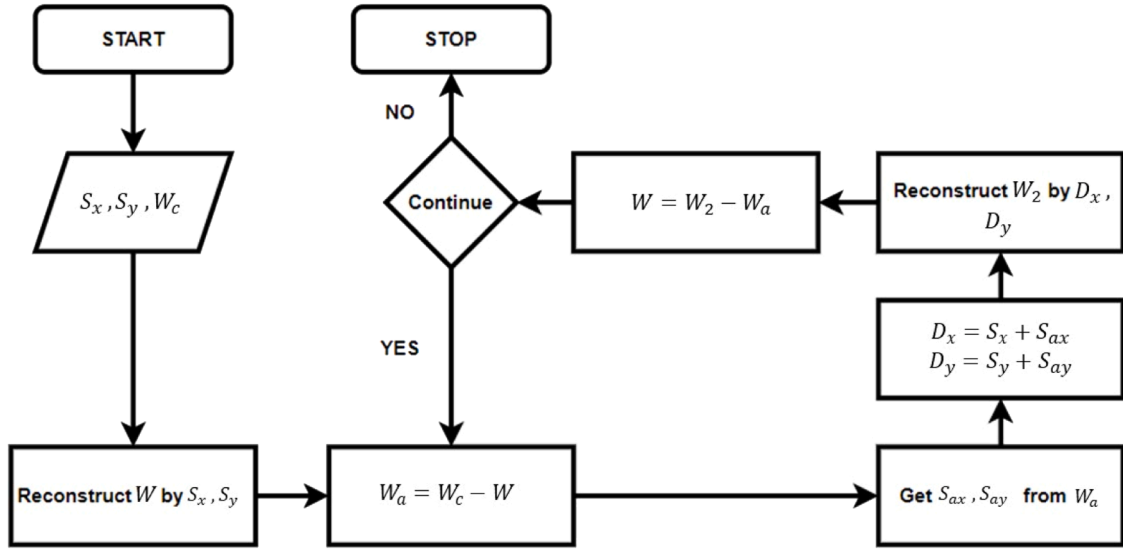 START
S_x , S_y , W_c
Reconstruct W by S_x , S_y
W_a = W_c − W
Get S_ax , S_ay from W_a
D_x = S_x + S_ax
D_y = S_y + S_ay
Reconstruct W_2 by D_x ,
D_y
W = W_2 − W_a
Continue
YES
NO
STOP